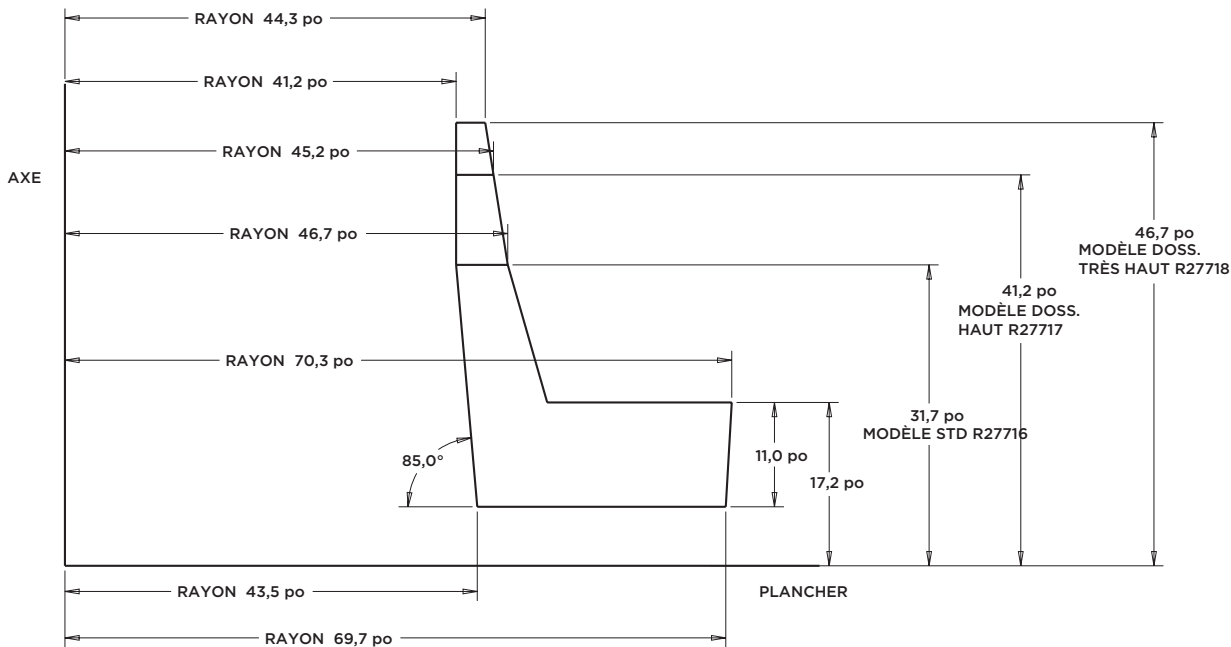 RAYON 44,3 po
RAYON 41,2 po
RAYON 45,2 po
AXE
RAYON 46,7 po
46,7 po
MODÈLE DOSS.
TRÈS HAUT R27718
41,2 po
MODÈLE DOSS.
HAUT R27717
RAYON 70,3 po
31,7 po
MODÈLE STD R27716
85,0°
11,0 po
17,2 po
RAYON 43,5 po
PLANCHER
RAYON 69,7 po